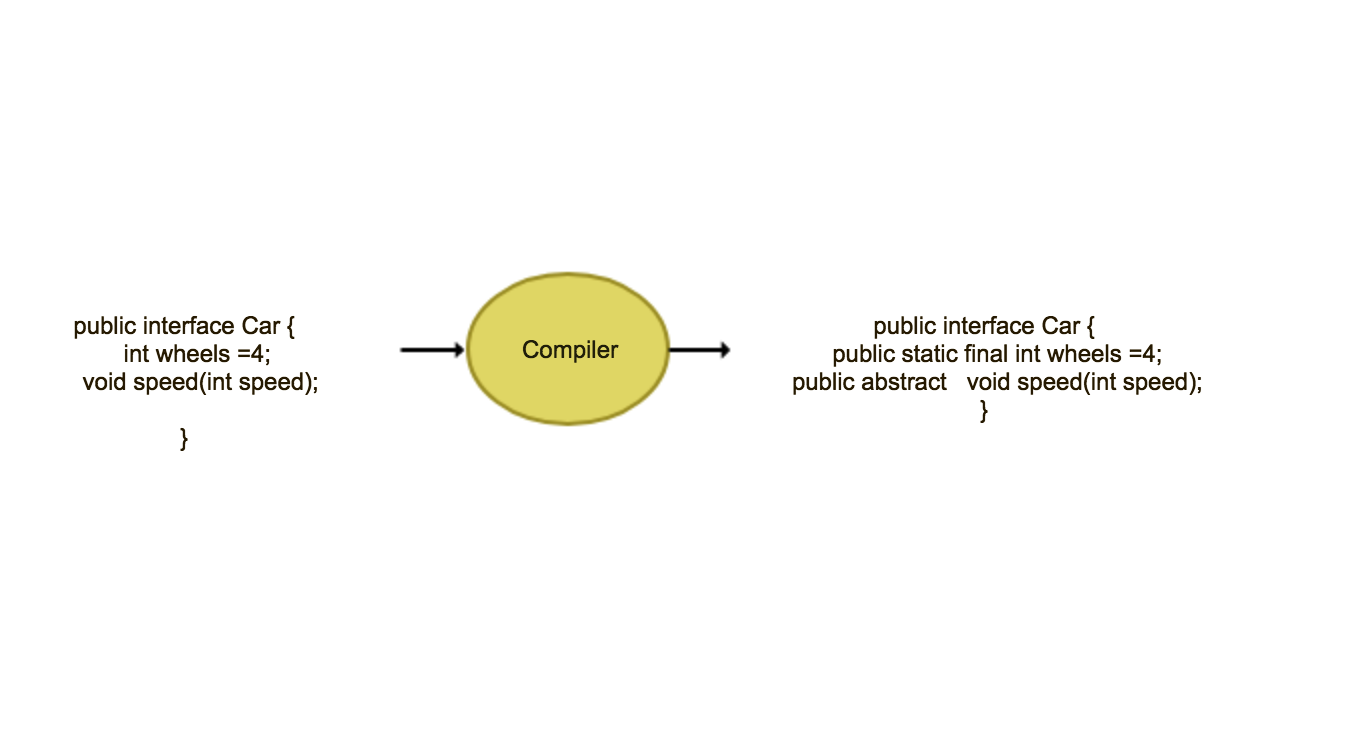 public interface Car {
int wheels =4;
void speed(int speed);
}
Compiler
public interface Car {
public static final int wheels =4;
public abstract   void speed(int speed);
}